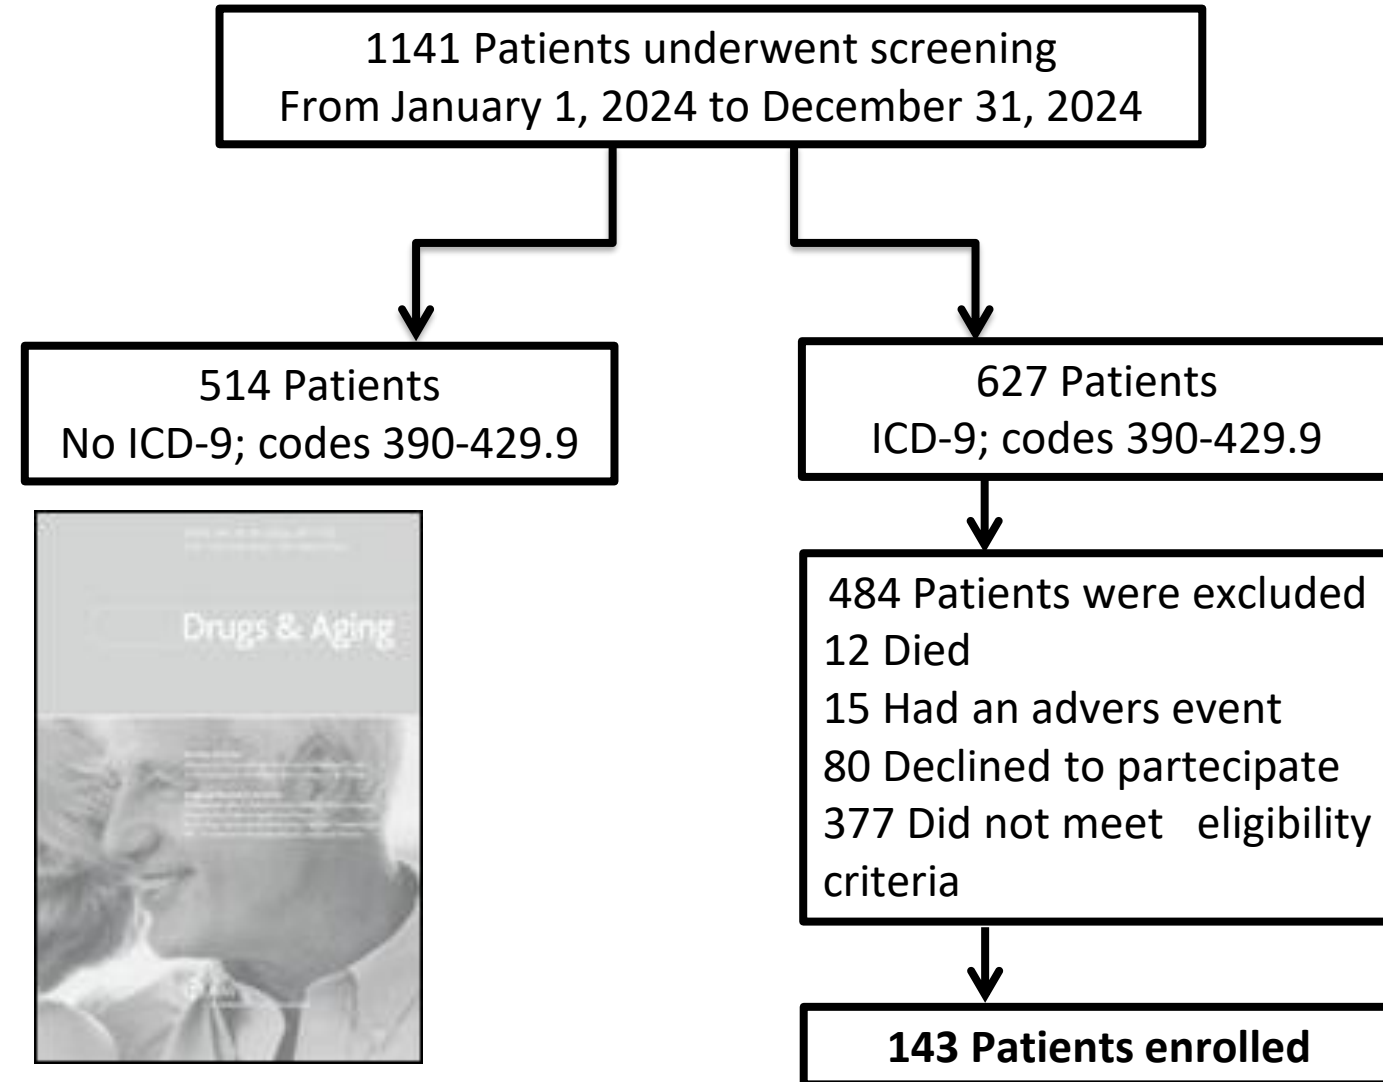 1141 Patients underwent screening
From January 1, 2024 to December 31, 2024
514 Patients
No ICD-9; codes 390-429.9
627 Patients
ICD-9; codes 390-429.9
Drugs & Aging
484 Patients were excluded
12 Died
15 Had an advers event
80 Declined to partecipate
377 Did not meet   eligibility
criteria
143 Patients enrolled